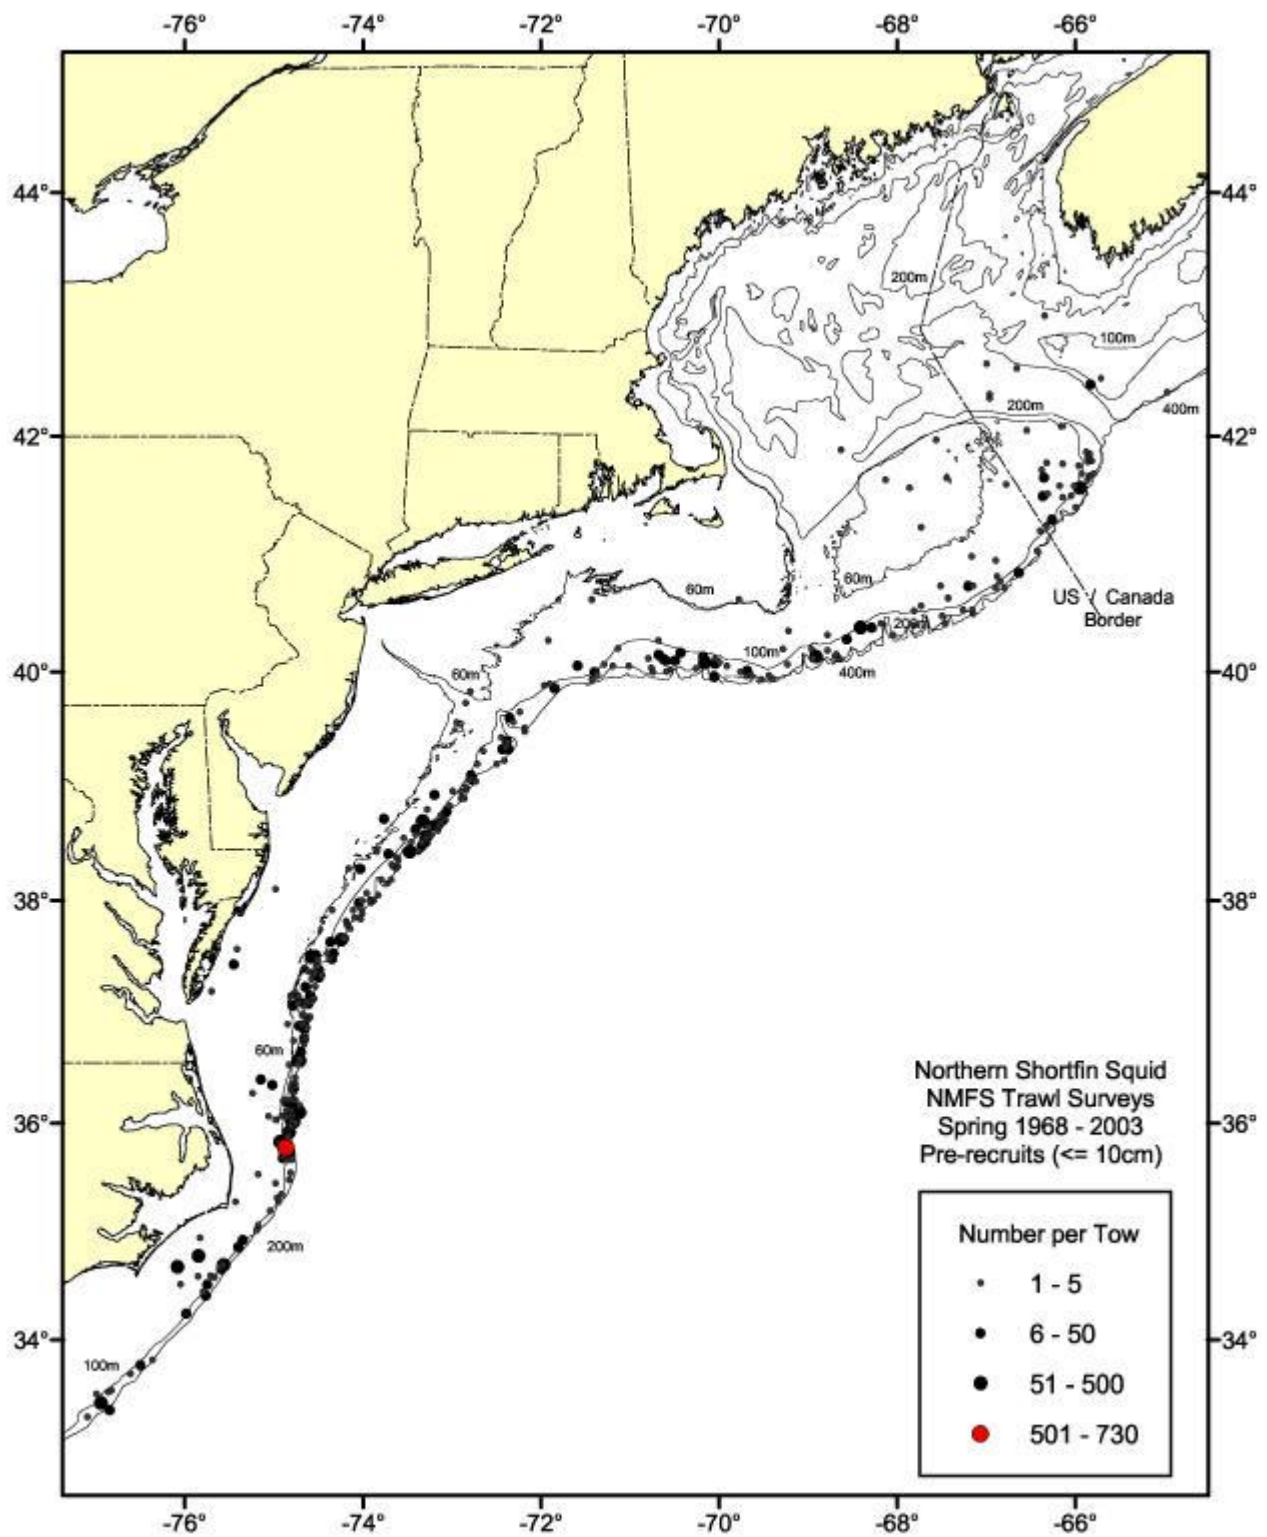 -76° -74° -72° -70° -68° -66°
44° 44°
200m
100m
200m
400m
42° 42°
60m
60m
US / Canada
Border
200m
100m
40° 40°
60m
400m
38° 38°
60m
Northern Shortfin Squid
NMFS Trawl Surveys
36° 36°
Spring 1968 - 2003
Pre-recruits (<= 10cm)
200m
Number per Tow
1 - 5
6 - 50
34° 34°
100m
51 - 500
501 - 730
-76° -74° -72° -70° -68° -66°